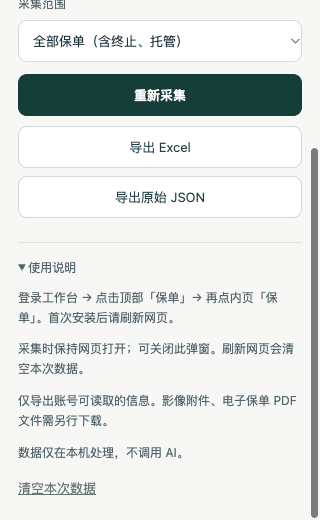 采集范围
全部保单（含终止、托管）
重新采集
导出 Excel
导出原始 JSON
▼使用说明
登录工作台 → 点击顶部「保单」→ 再点内页「保
单」。首次安装后请刷新网页。
采集时保持网页打开；可关闭此弹窗。刷新网页会清
空本次数据。
仅导出账号可读取的信息。影像附件、电子保单 PDF
文件需另行下载。
数据仅在本机处理，不调用 AI。
清空本次数据